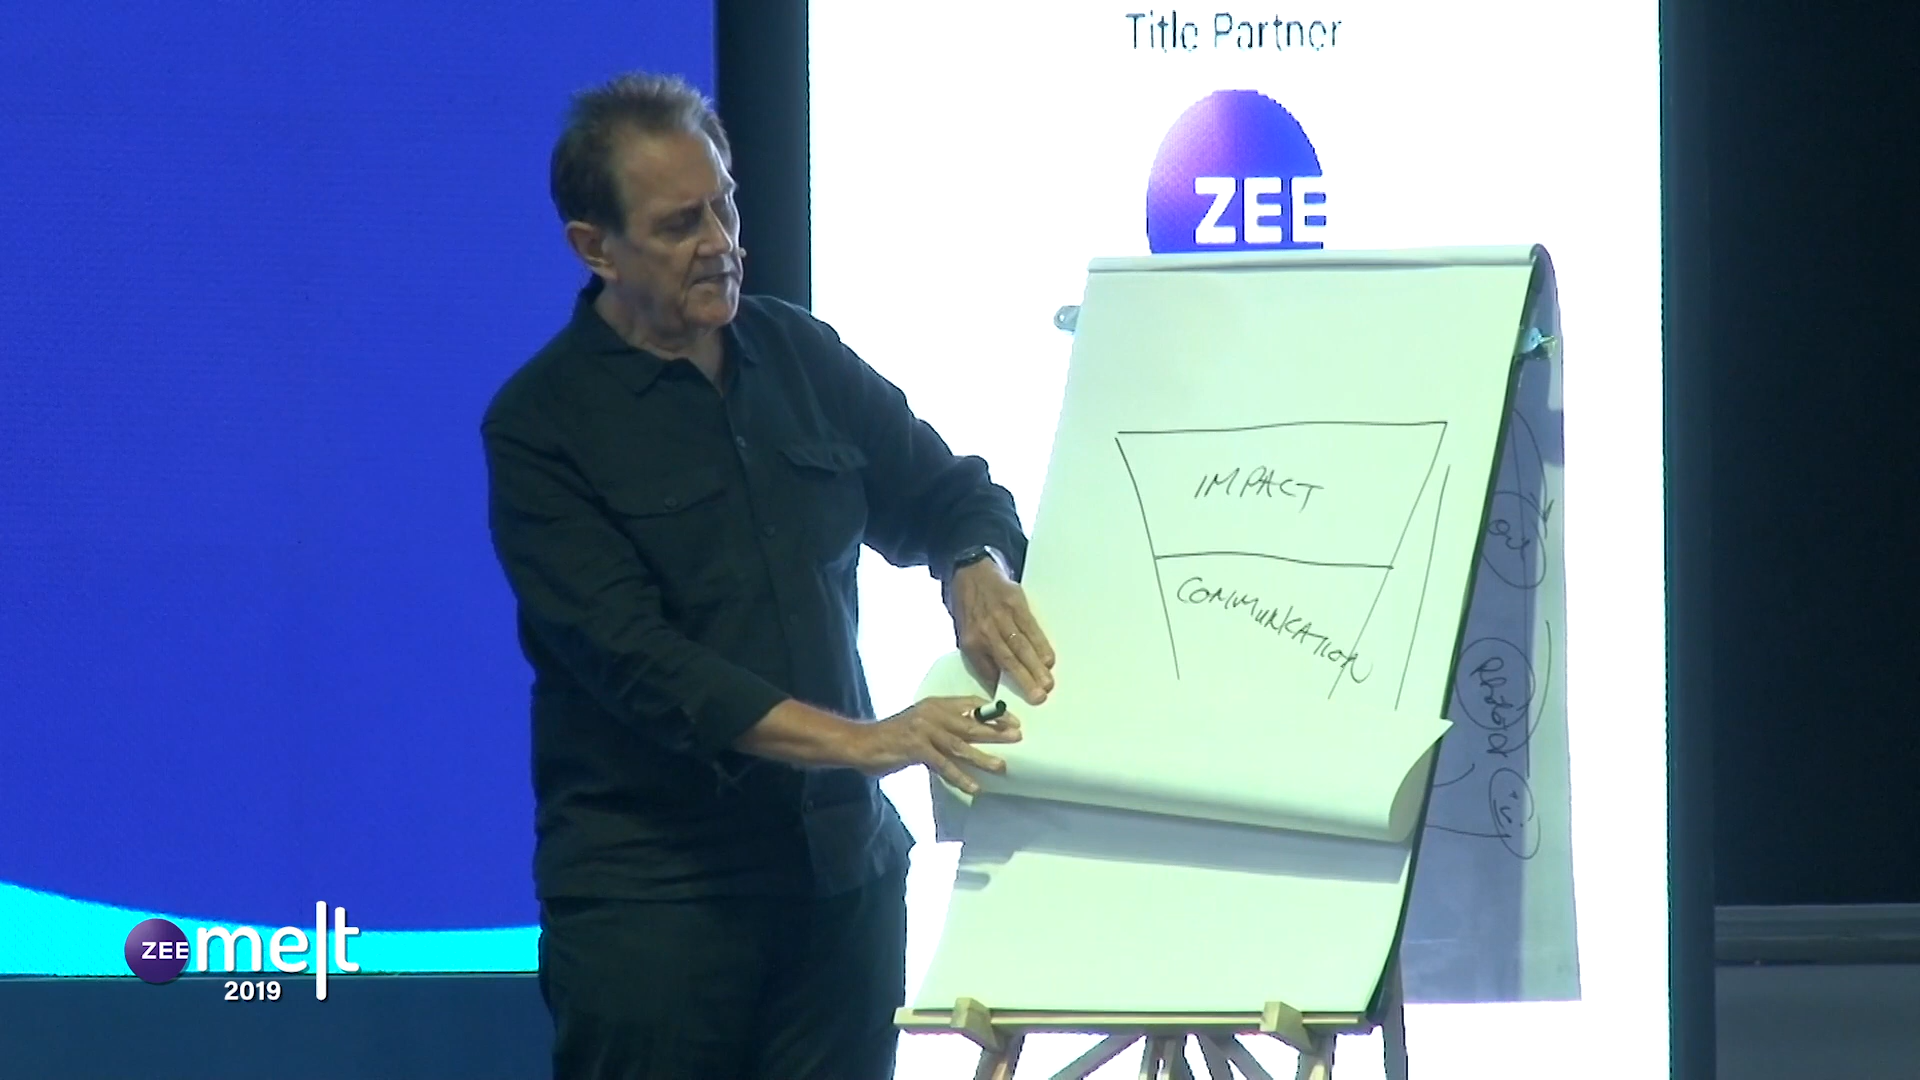 Title Partner
ZEE
IMPACT
COMMUNICATION
ZEE melt
2019